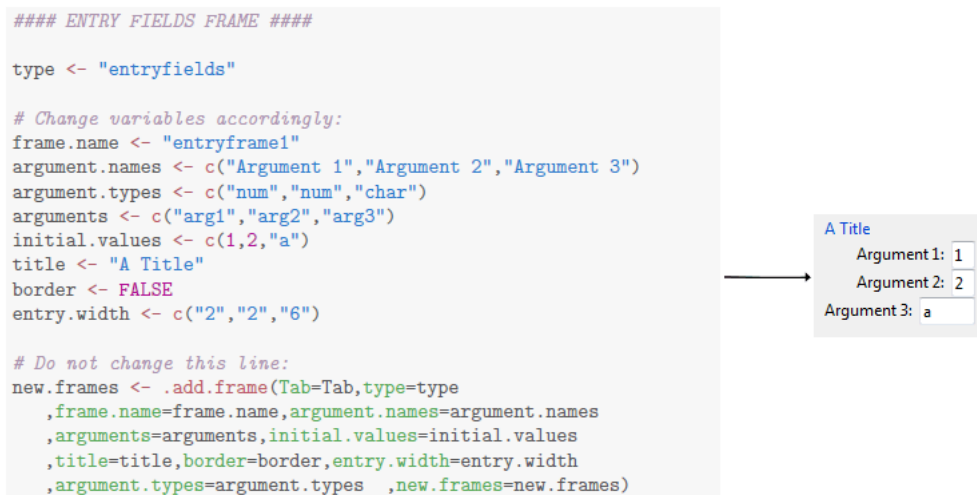 #### ENTRY FIELDS FRAME ####
type <- "entryfields"
# Change variables accordingly:
frame.name <- "entryframe1"
argument.names <- c("Argument 1","Argument 2","Argument 3")
argument.types <- c("num","num","char")
arguments <- c("arg1","arg2","arg3")
initial.values <- c(1,2,"a")
title <- "A Title"
border <- FALSE
entry.width <- c("2","2","6")
# Do not change this line:
new.frames <- .add.frame(Tab=Tab,type=type
,frame.name=frame.name,argument.names=argument.names
,arguments=arguments,initial.values=initial.values
,title=title,border=border,entry.width=entry.width
,argument.types=argument.types  ,new.frames=new.frames)
A Title
Argument 1: 1
Argument 2: 2
Argument 3: a